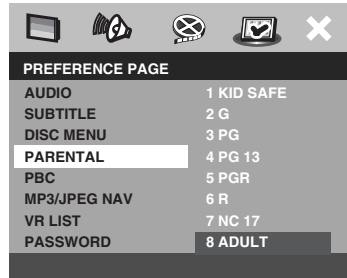 PREFERENCE PAGE
AUDIO 1 KID SAFE
SUBTITLE 2 G
DISC MENU 3 PG
PARENTAL 4 PG 13
PBC 5 PGR
MP3/JPEG NAV 6 R
VR LIST 7 NC 17
PASSWORD 8 ADULT